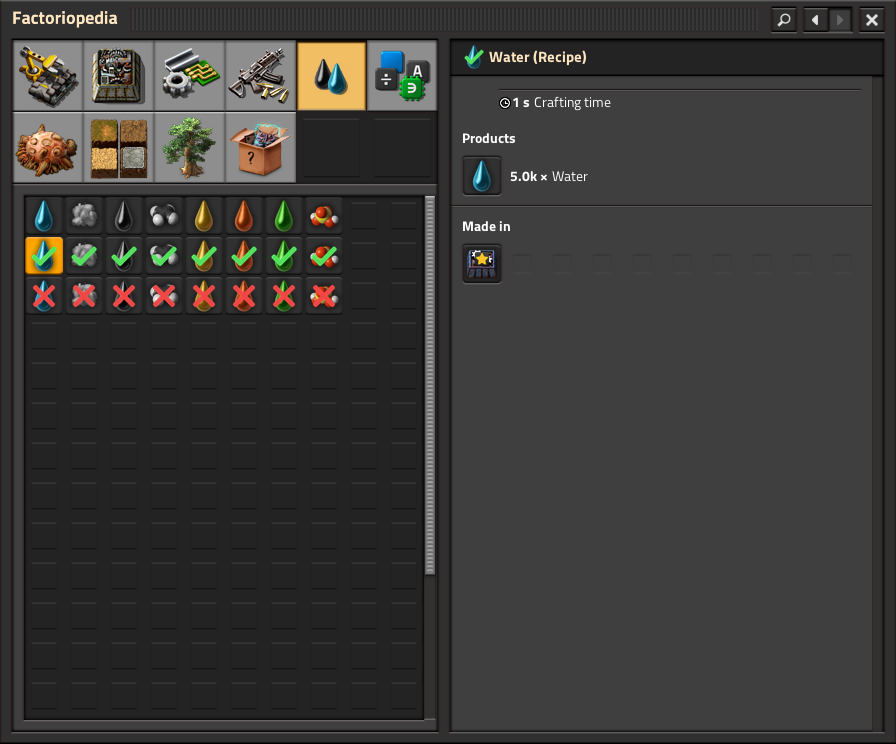 Factoriopedia
÷ A
Э
?
Water (Recipe)
1 s Crafting time
Products
5.0k × Water
Made in